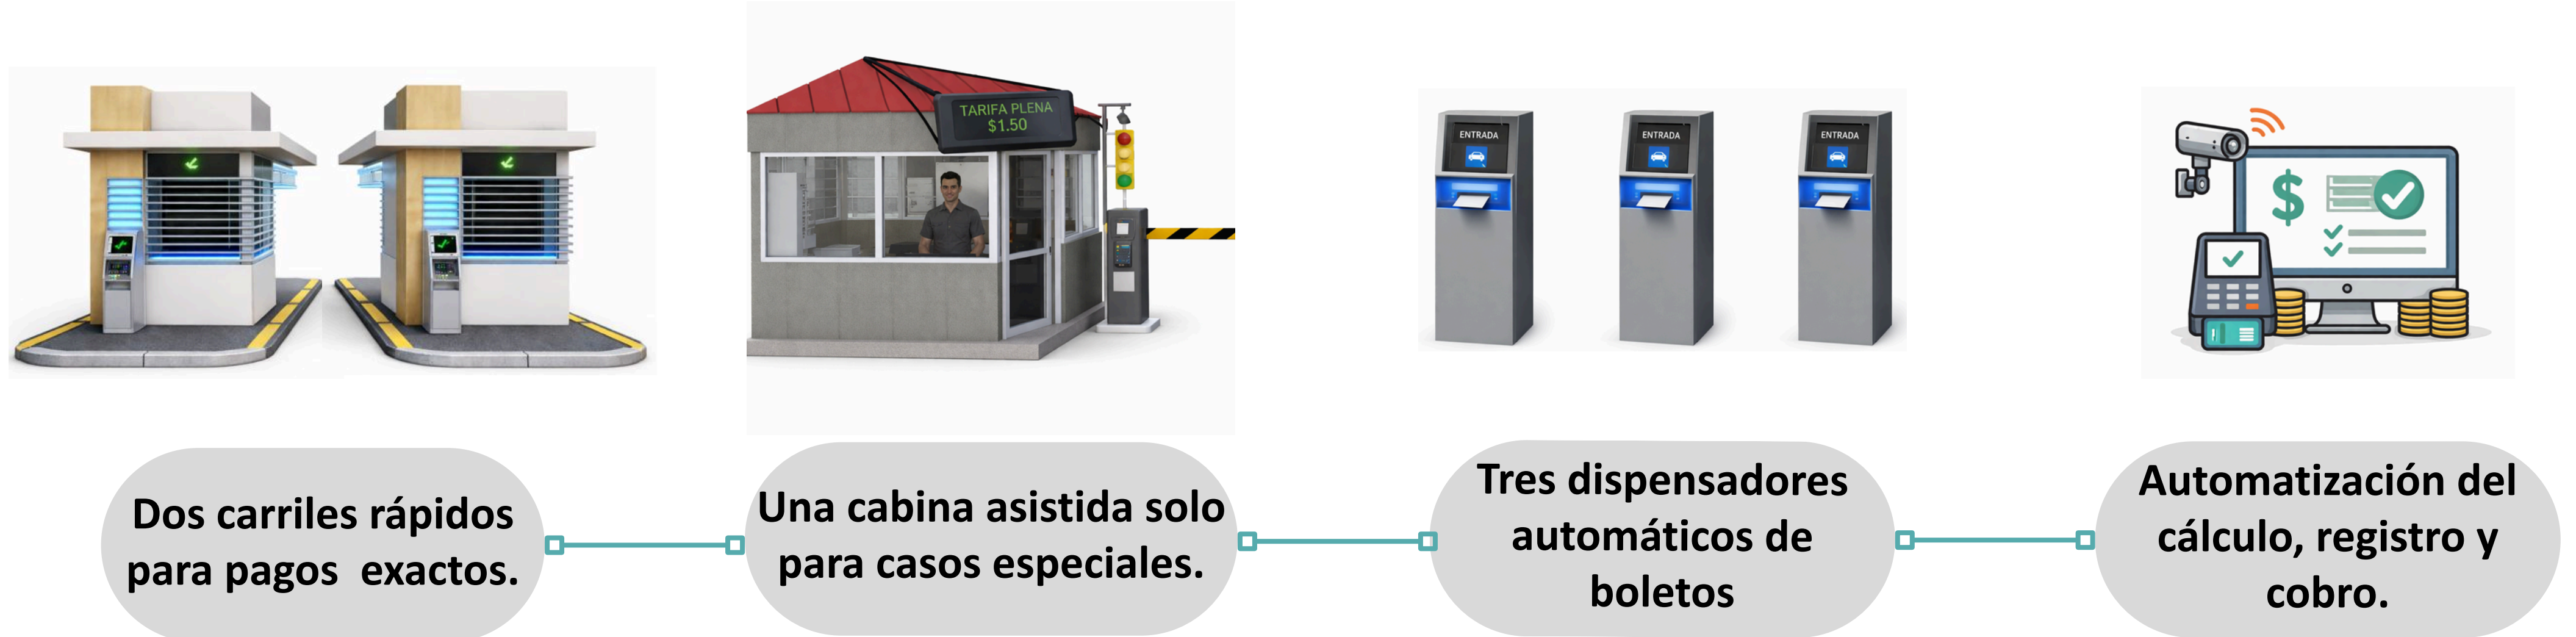 TARIFA PLENA
$1.50
ENTRADA
ENTRADA
ENTRADA
$
Dos carriles rápidos
para pagos  exactos.
Una cabina asistida solo
para casos especiales.
Tres dispensadores
automáticos de
boletos
Automatización del
cálculo, registro y
cobro.